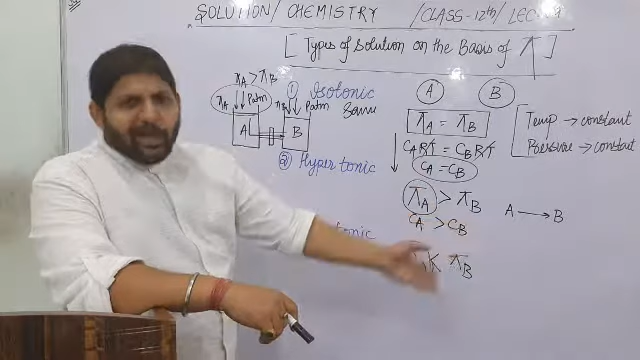 SOLUTION/ CHEMISTRY /CLASS-12th/ LEC-
[Types of Solution on the Basis of π]
πA > πB
① Isotonic
Same
πA Patm
πB Patm
A
B
② Hypertonic
tonic
A B
πA = πB
CART = CBRT
CA = CB
πA > πB
CA > CB
πB
Temp → constant
Pressure → constant
A → B